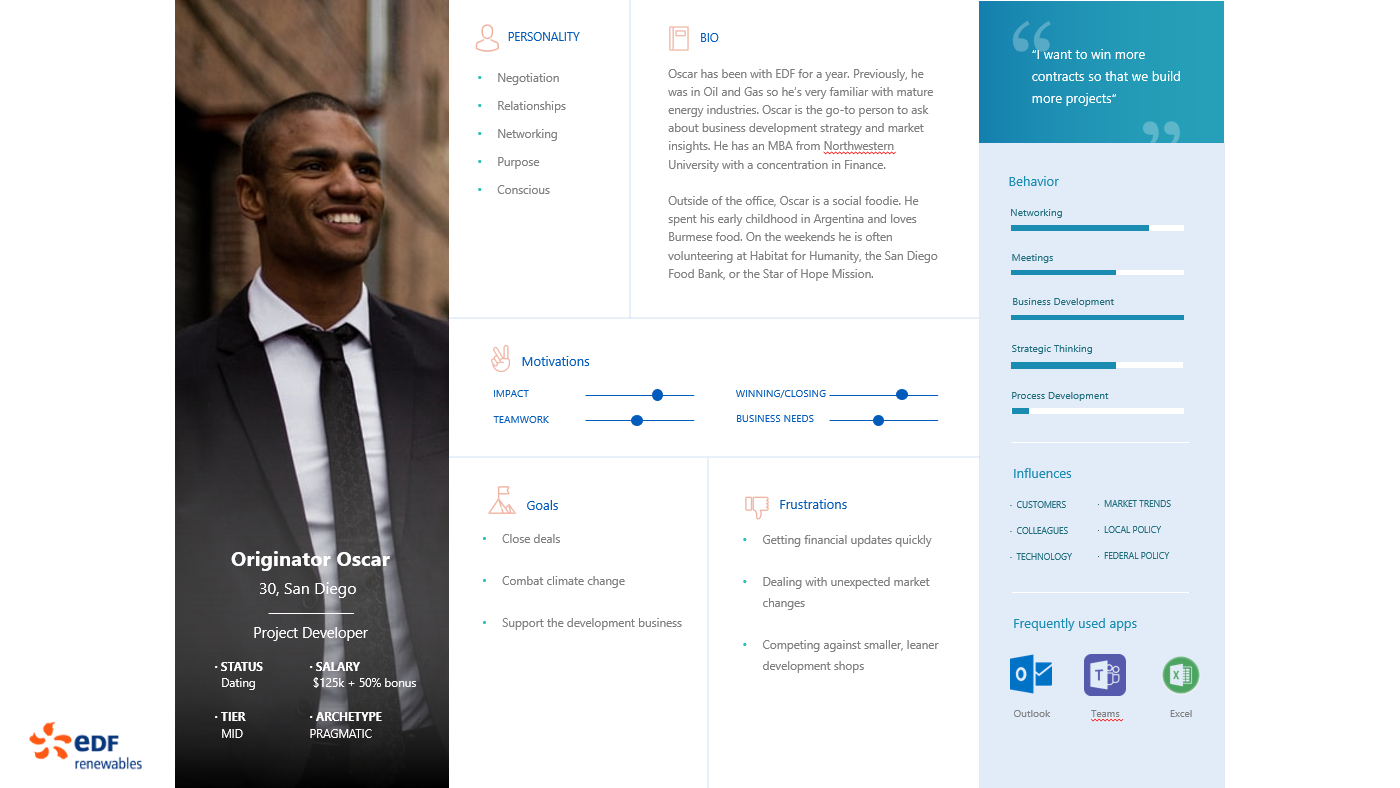 Originator Oscar
30, San Diego
Project Developer
· STATUS
Dating
· SALARY
$125k + 50% bonus
· TIER
MID
· ARCHETYPE
PRAGMATIC
eDF
renewables
PERSONALITY
• Negotiation
• Relationships
• Networking
• Purpose
• Conscious
BIO
Oscar has been with EDF for a year. Previously, he
was in Oil and Gas so he's very familiar with mature
energy industries. Oscar is the go-to person to ask
about business development strategy and market
insights. He has an MBA from Northwestern
University with a concentration in Finance.
Outside of the office, Oscar is a social foodie. He
spent his early childhood in Argentina and loves
Burmese food. On the weekends he is often
volunteering at Habitat for Humanity, the San Diego
Food Bank, or the Star of Hope Mission.
Motivations
IMPACT
TEAMWORK
WINNING/CLOSING
BUSINESS NEEDS
Goals
• Close deals
• Combat climate change
• Support the development business
Frustrations
• Getting financial updates quickly
• Dealing with unexpected market
changes
• Competing against smaller, leaner
development shops
“I want to win more
contracts so that we build
more projects“
Behavior
Networking
Meetings
Business Development
Strategic Thinking
Process Development
Influences
· CUSTOMERS
· COLLEAGUES
· TECHNOLOGY
· MARKET TRENDS
· LOCAL POLICY
· FEDERAL POLICY
Frequently used apps
Outlook
Teams
Excel